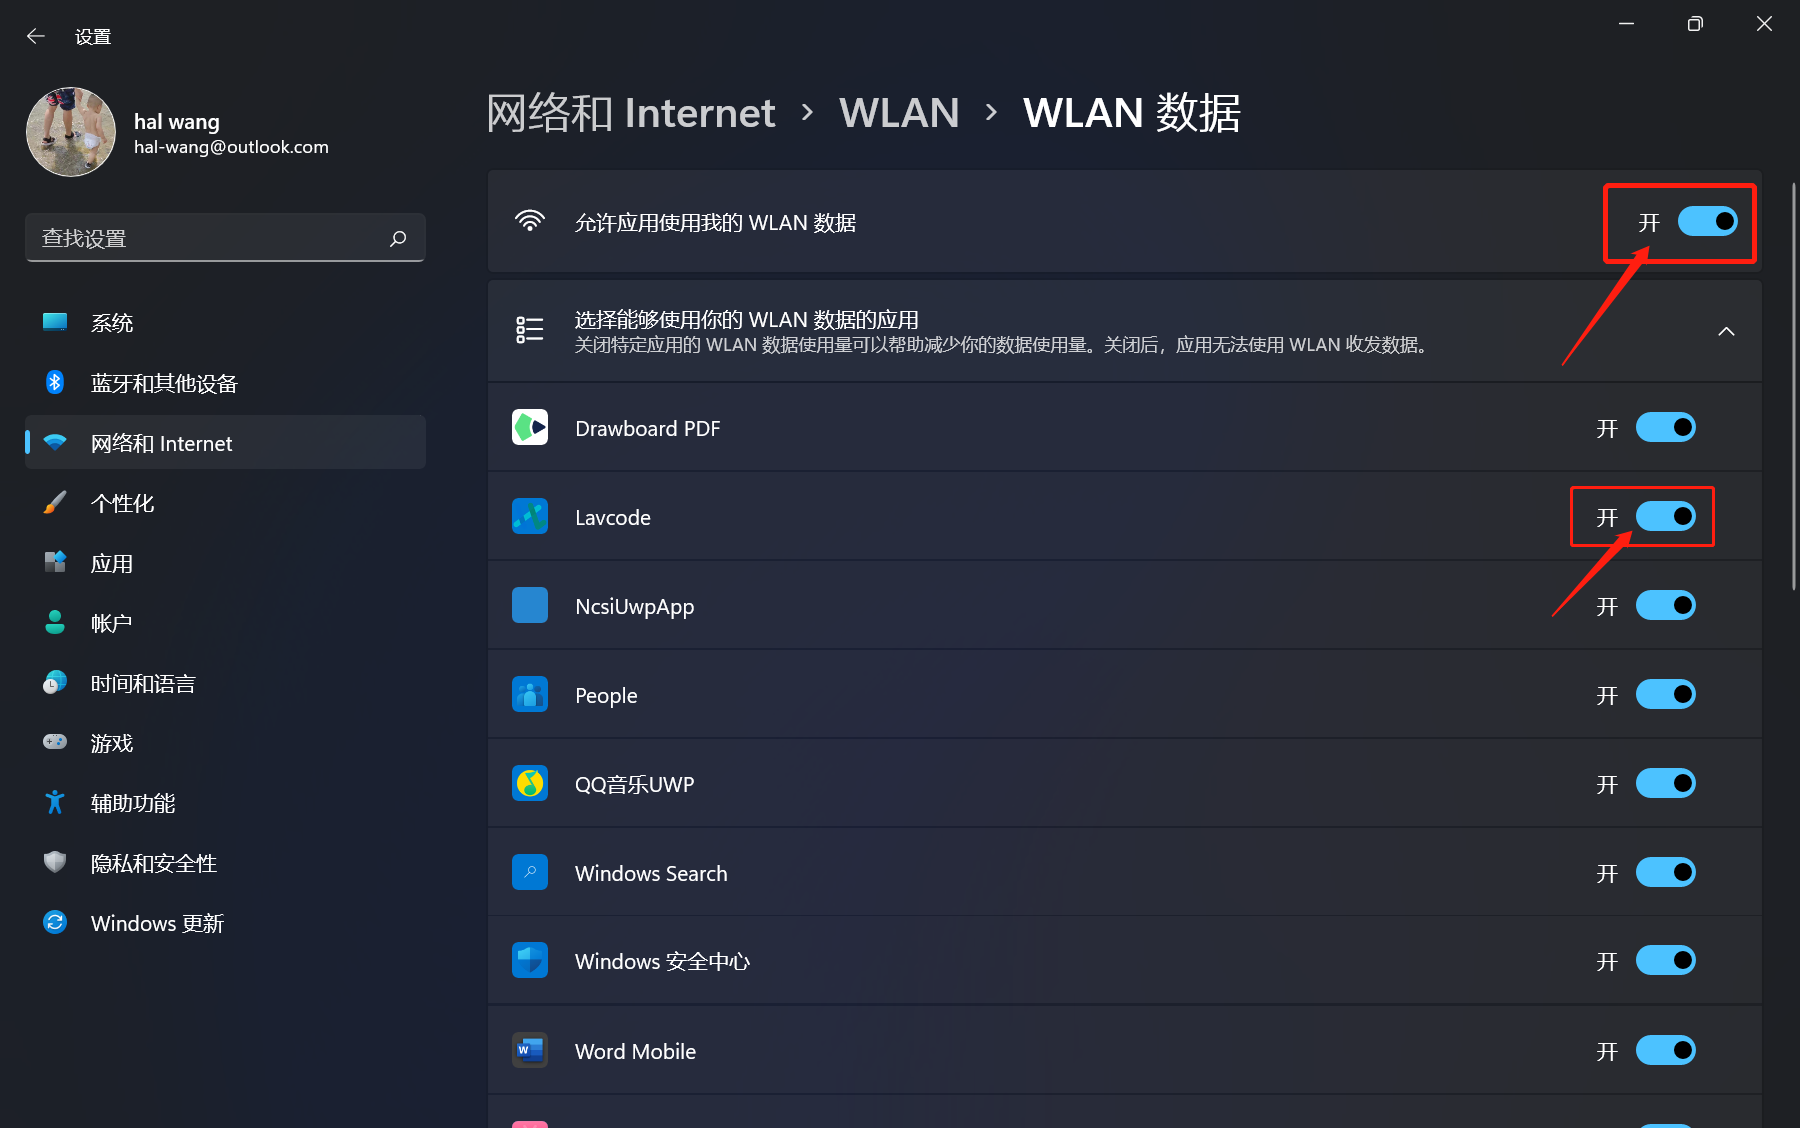 设置
hal wang
hal-wang@outlook.com
查找设置
系统
蓝牙和其他设备
网络和 Internet
个性化
应用
帐户
时间和语言
游戏
辅助功能
隐私和安全性
Windows 更新
网络和 Internet › WLAN › WLAN 数据
允许应用使用我的 WLAN 数据 开
选择能够使用你的 WLAN 数据的应用
关闭特定应用的 WLAN 数据使用量可以帮助减少你的数据使用量。关闭后，应用无法使用 WLAN 收发数据。
Drawboard PDF 开
Lavcode 开
NcsiUwpApp 开
People 开
QQ音乐UWP 开
Windows Search 开
Windows 安全中心 开
W Word Mobile 开